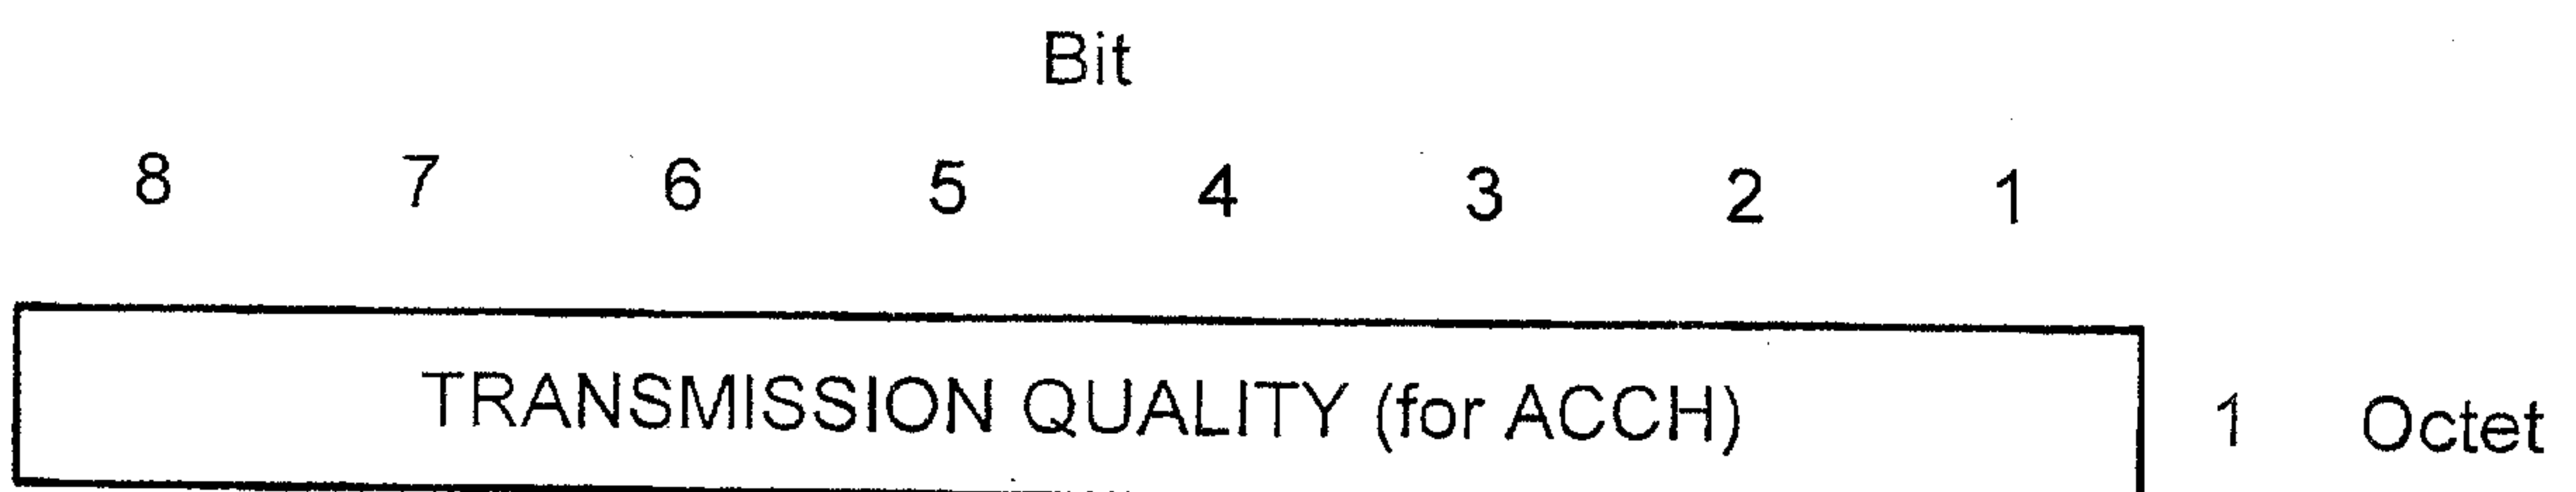 Bit
8 7 6 5 4 3 2 1
TRANSMISSION QUALITY (for ACCH) 1 Octet